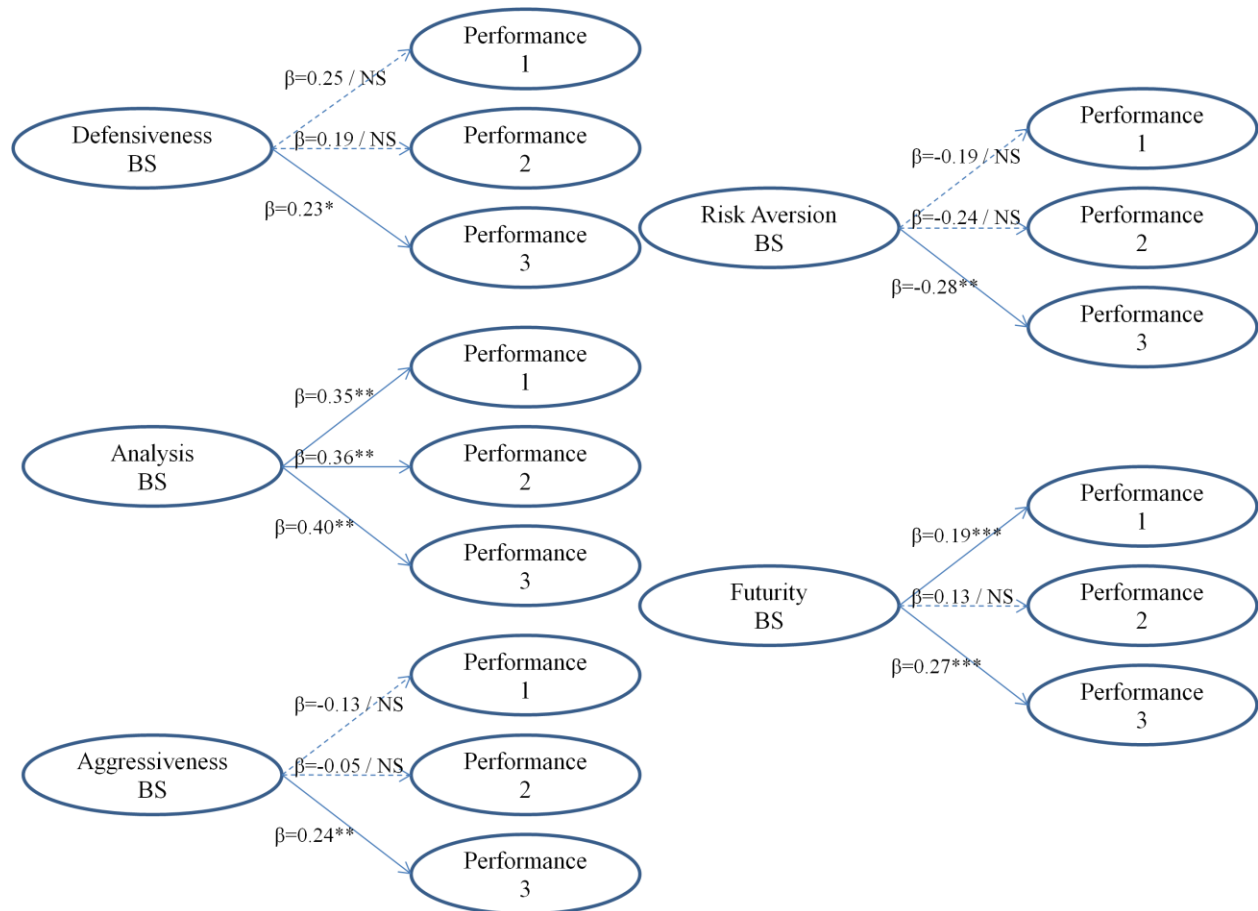 Performance
1
β=0.25 / NS
Defensiveness
BS
β=0.19 / NS
Performance
2
β=0.23*
Performance
3
Performance
1
β=-0.19 / NS
Risk Aversion
BS
β=-0.24 / NS
Performance
2
β=-0.28**
Performance
3
Performance
1
β=0.35**
Analysis
BS
β=0.36**
Performance
2
β=0.40**
Performance
3
Performance
1
β=0.19***
Futurity
BS
β=0.13 / NS
Performance
2
β=0.27***
Performance
3
Performance
1
β=-0.13 / NS
Aggressiveness
BS
β=-0.05 / NS
Performance
2
β=0.24**
Performance
3